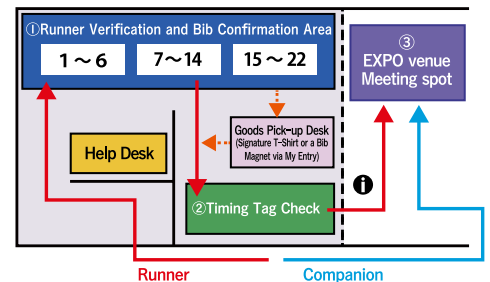 ①Runner Verification and Bib Confirmation Area
1～6
7～14
15～22
③
EXPO venue
Meeting spot
Goods Pick-up Desk
(Signature T-Shirt or a Bib
Magnet via My Entry)
Help Desk
②Timing Tag Check
i
Runner
Companion